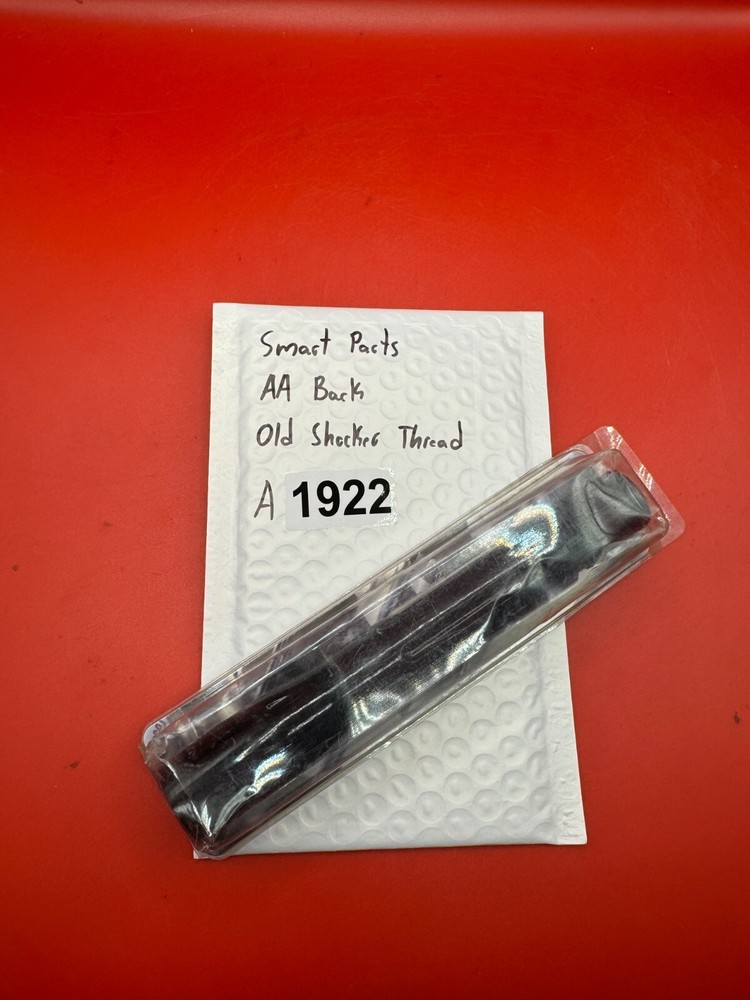 Smart Parts
AA Back
Old Shocker Thread
A 1922